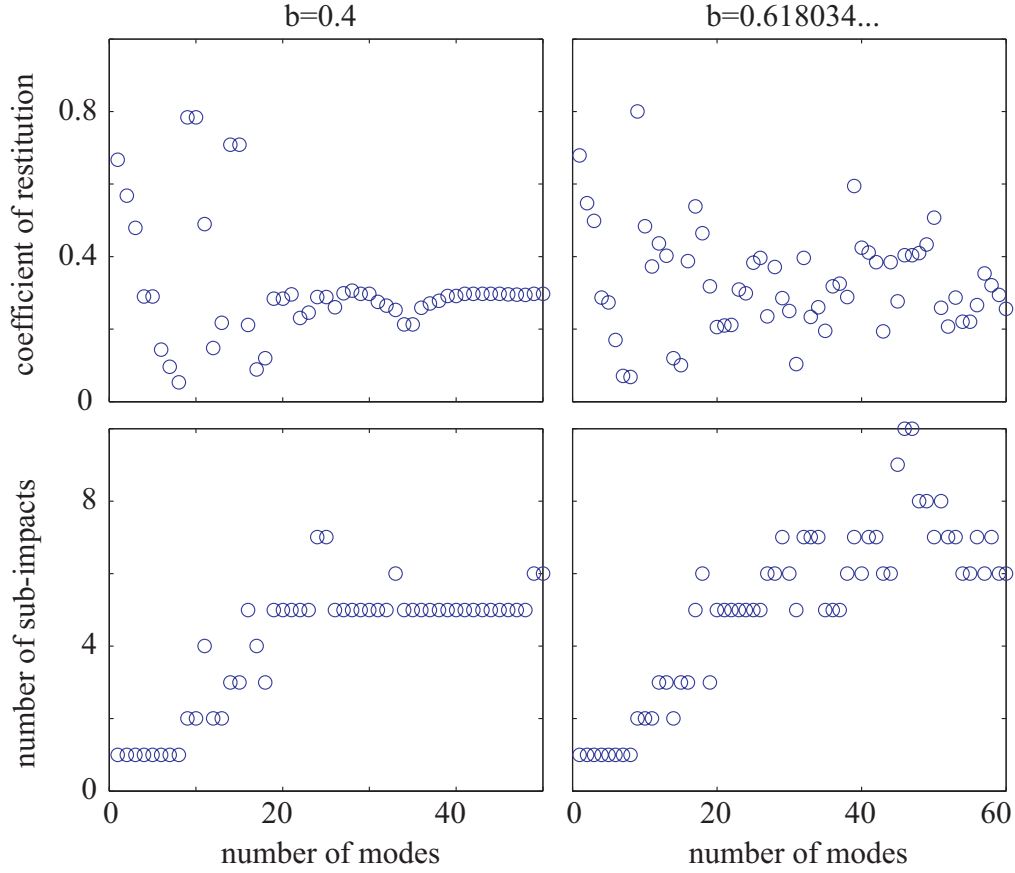 b=0.4
b=0.618034...
coefficient of restitution
0.8
0.4
0
number of sub-impacts
8
4
0
0 20 40
0 20 40 60
number of modes
number of modes